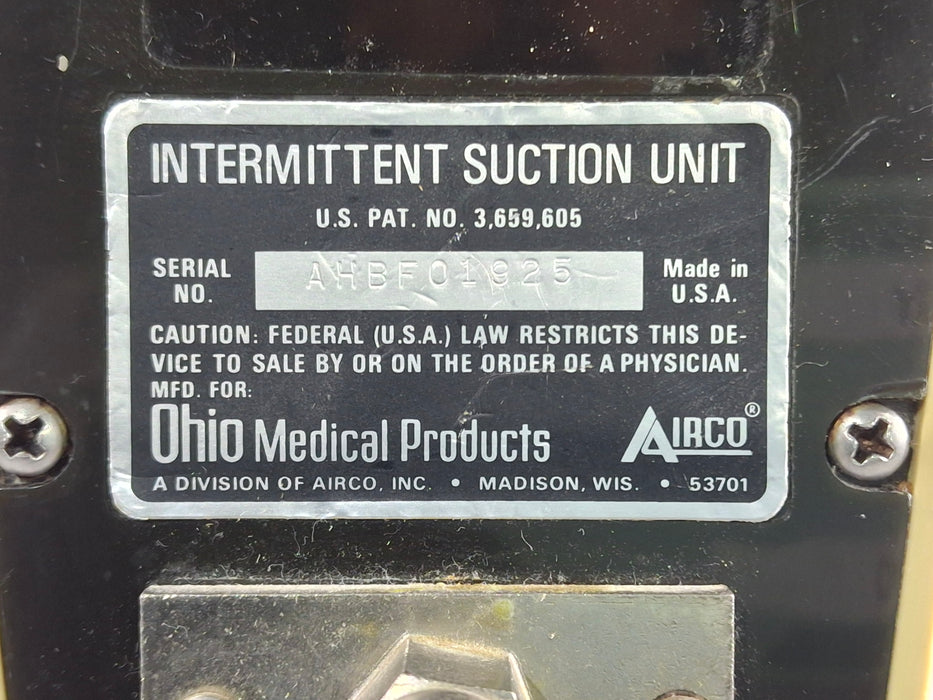 INTERMITTENT SUCTION UNIT
U.S. PAT. NO. 3,659,605
SERIAL NO. AHBF01925 Made in U.S.A.
CAUTION: FEDERAL (U.S.A.) LAW RESTRICTS THIS DE-
VICE TO SALE BY OR ON THE ORDER OF A PHYSICIAN.
MFD. FOR:
Ohio Medical Products AIRCO®
A DIVISION OF AIRCO, INC. • MADISON, WIS. • 53701